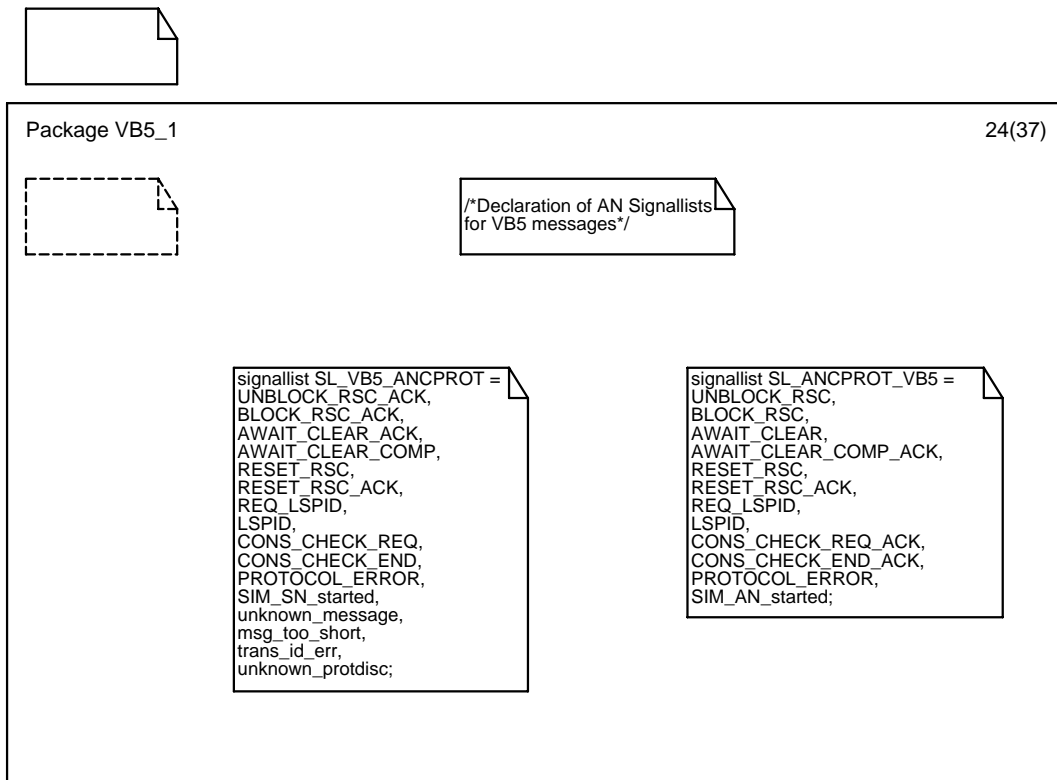 Package VB5_1
24(37)
/*Declaration of AN Signallists
for VB5 messages*/
signallist SL_VB5_ANCPROT =
UNBLOCK_RSC_ACK,
BLOCK_RSC_ACK,
AWAIT_CLEAR_ACK,
AWAIT_CLEAR_COMP,
RESET_RSC,
RESET_RSC_ACK,
REQ_LSPID,
LSPID,
CONS_CHECK_REQ,
CONS_CHECK_END,
PROTOCOL_ERROR,
SIM_SN_started,
unknown_message,
msg_too_short,
trans_id_err,
unknown_protdisc;
signallist SL_ANCPROT_VB5 =
UNBLOCK_RSC,
BLOCK_RSC,
AWAIT_CLEAR,
AWAIT_CLEAR_COMP_ACK,
RESET_RSC,
RESET_RSC_ACK,
REQ_LSPID,
LSPID,
CONS_CHECK_REQ_ACK,
CONS_CHECK_END_ACK,
PROTOCOL_ERROR,
SIM_AN_started;